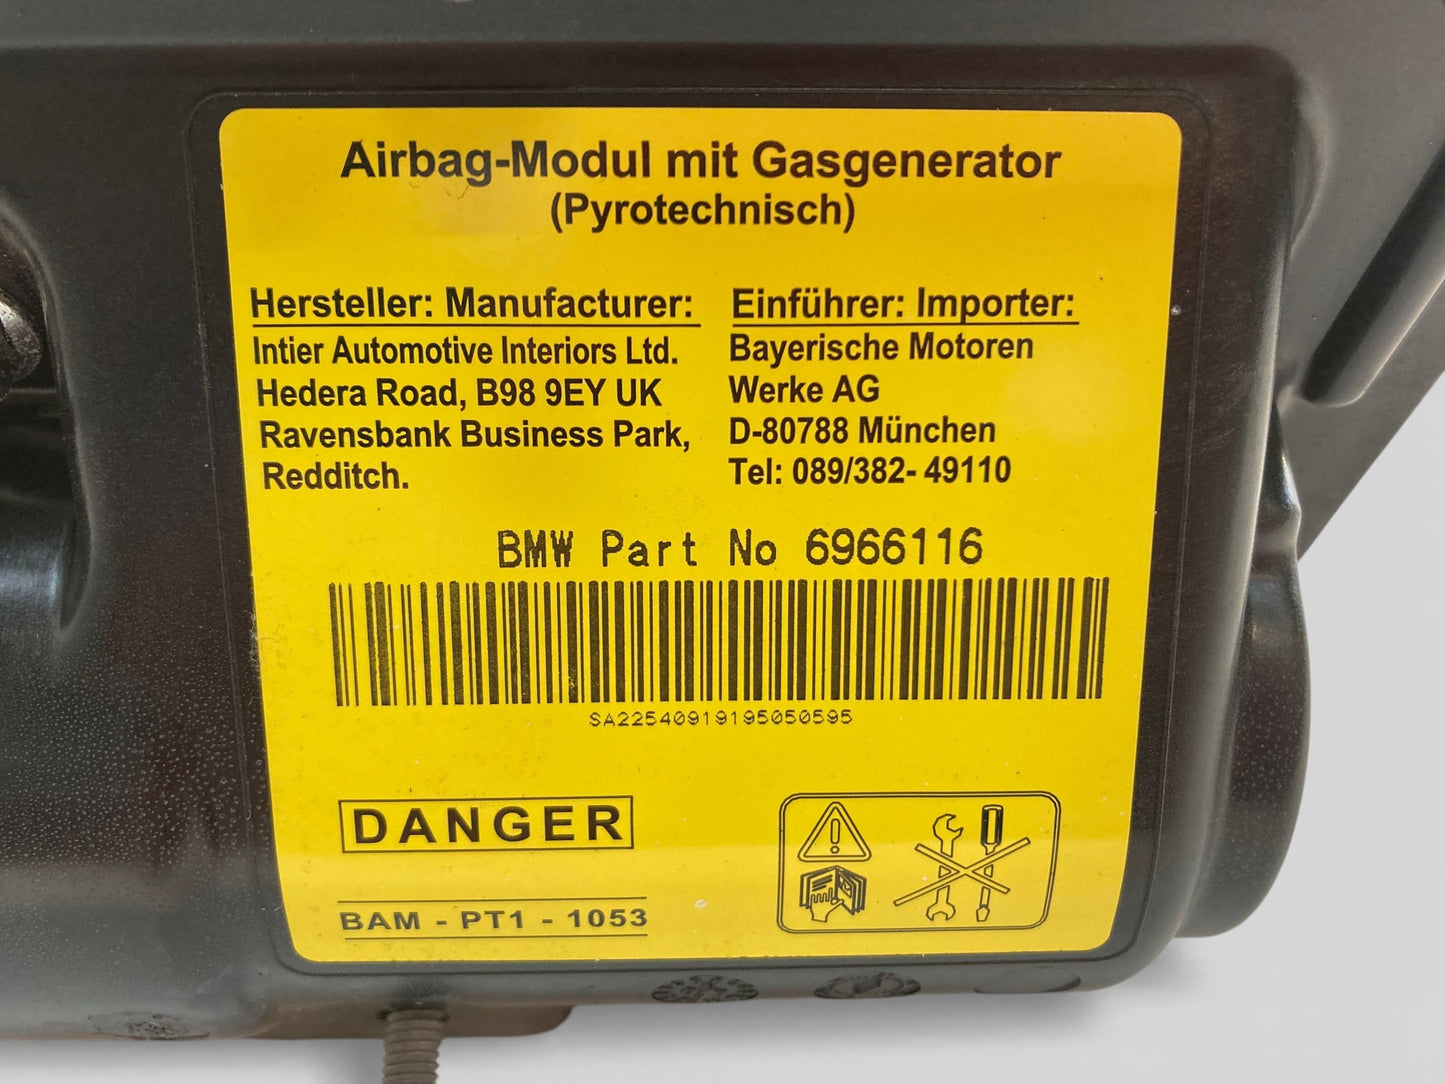 Airbag-Modul mit Gasgenerator
(Pyrotechnisch)
Hersteller: Manufacturer:
Intier Automotive Interiors Ltd.
Hedera Road, B98 9EY UK
Ravensbank Business Park,
Redditch.
Einführer: Importer:
Bayerische Motoren
Werke AG
D-80788 München
Tel: 089/382- 49110
BMW Part No 6966116
SA22540919195050595
DANGER
BAM - PT1 - 1053